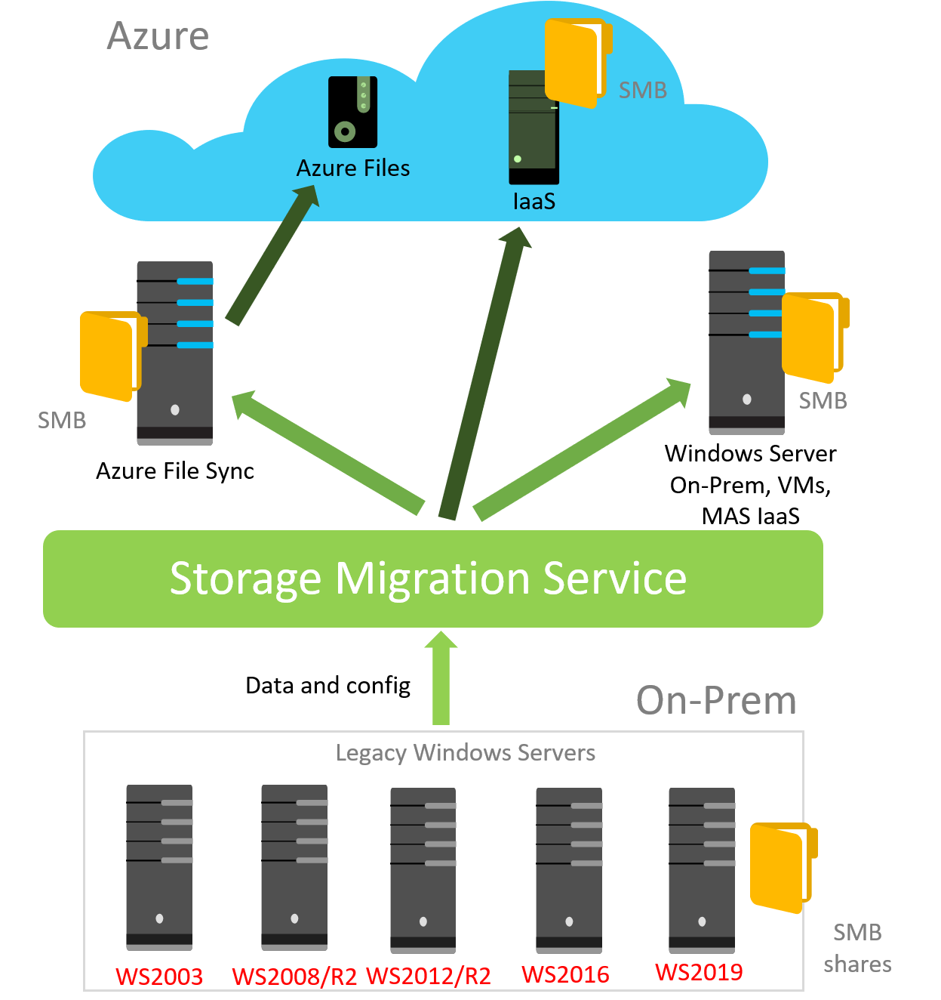 Azure
SMB
Azure Files
IaaS
SMB
SMB
Azure File Sync
Windows Server
On-Prem, VMs,
MAS IaaS
Storage Migration Service
Data and config
On-Prem
Legacy Windows Servers
WS2003
WS2008/R2
WS2012/R2
WS2016
WS2019
SMB
shares